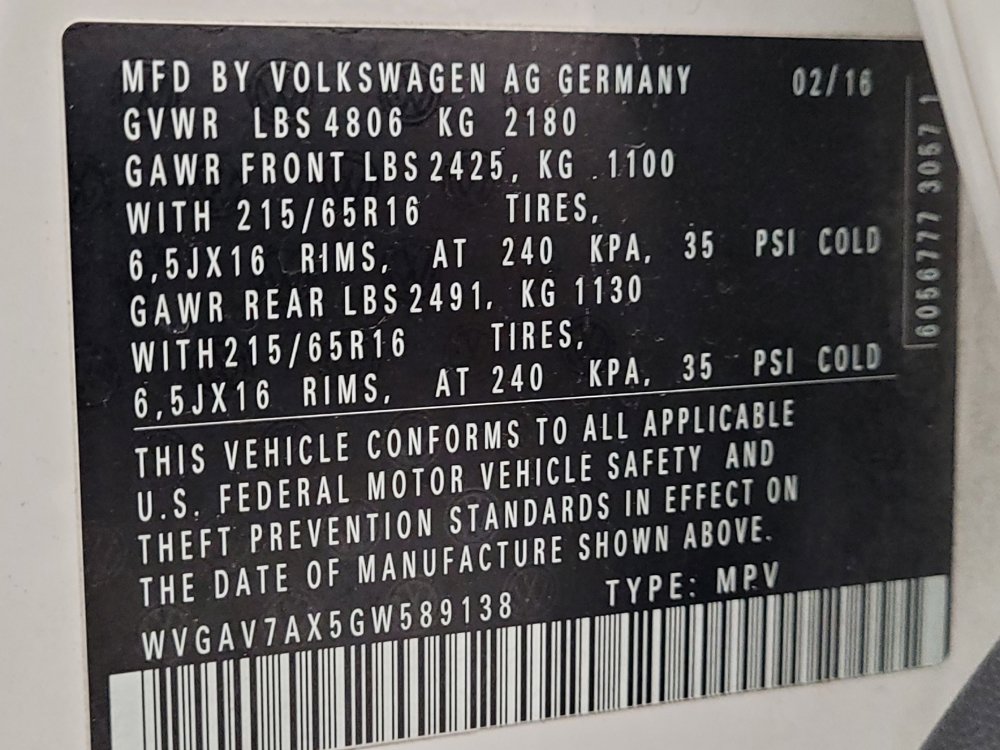 MFD BY VOLKSWAGEN AG GERMANY 02/16
GVWR LBS 4806 KG 2180
GAWR FRONT LBS 2425, KG 1100
WITH 215/65R16 TIRES,
6,5JX16 RIMS, AT 240 KPA, 35 PSI COLD
GAWR REAR LBS 2491, KG 1130
WITH 215/65R16 TIRES,
6,5JX16 RIMS, AT 240 KPA, 35 PSI COLD
THIS VEHICLE CONFORMS TO ALL APPLICABLE
U.S. FEDERAL MOTOR VEHICLE SAFETY AND
THEFT PREVENTION STANDARDS IN EFFECT ON
THE DATE OF MANUFACTURE SHOWN ABOVE.
WVGAV7AX5GW589138 TYPE: MPV